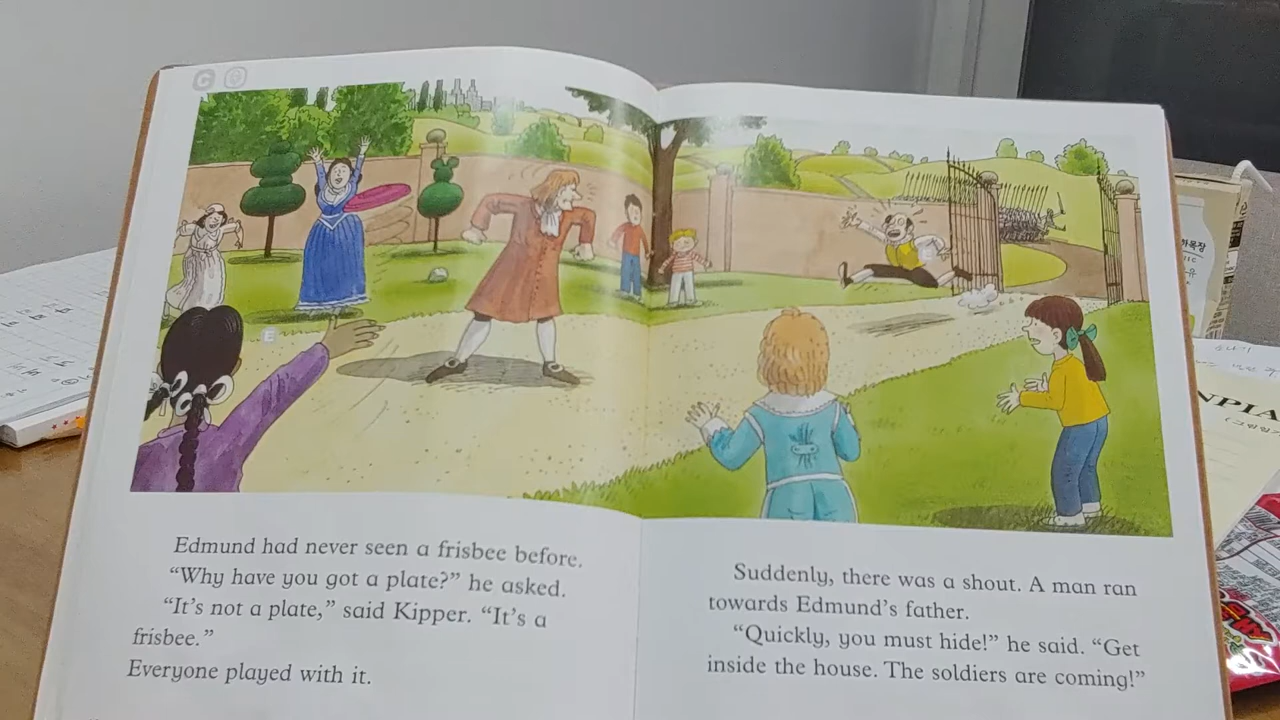 Edmund had never seen a frisbee before.
“Why have you got a plate?” he asked.
“It’s not a plate,” said Kipper. “It’s a
frisbee.”
Everyone played with it.
Suddenly, there was a shout. A man ran
towards Edmund’s father.
“Quickly, you must hide!” he said. “Get
inside the house. The soldiers are coming!”